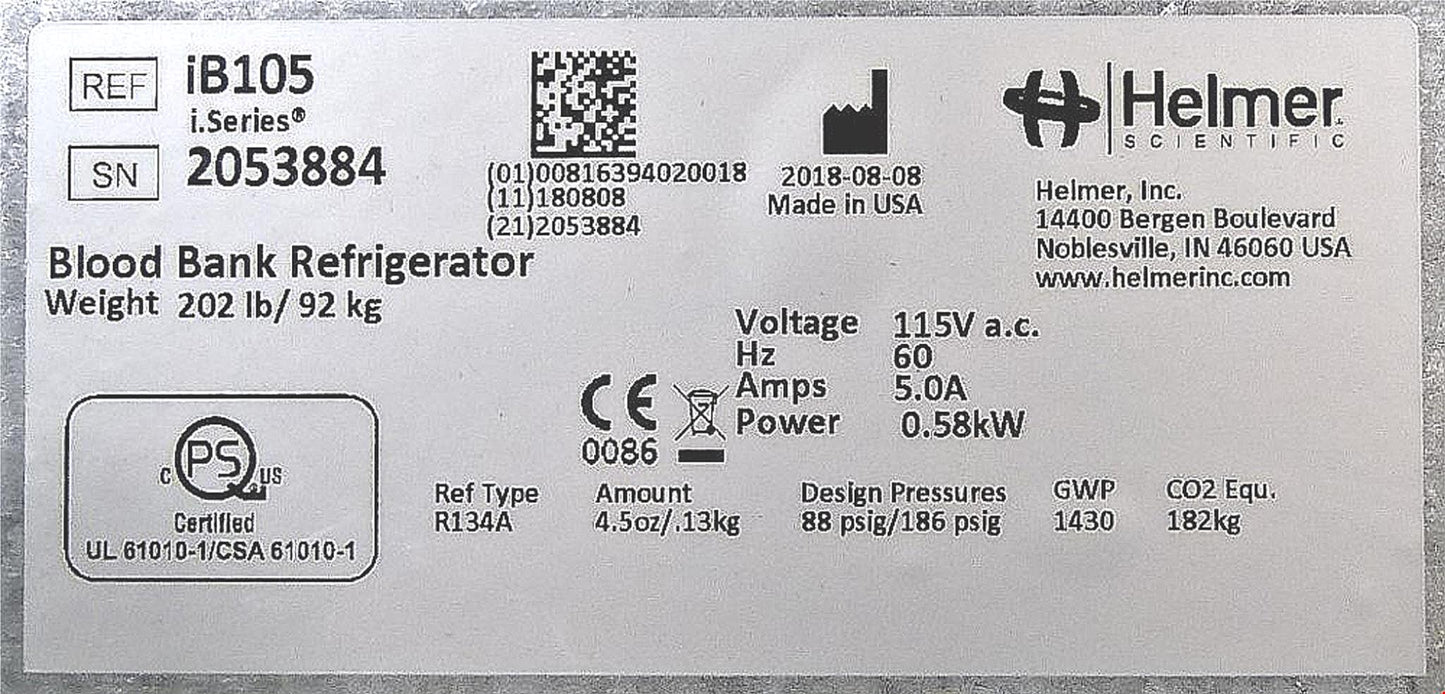 REF iB105
i.Series®
SN 2053884
(01)00816394020018
(11)180808
(21)2053884
2018-08-08
Made in USA
Helmer
SCIENTIFIC
Helmer, Inc.
14400 Bergen Boulevard
Noblesville, IN 46060 USA
www.helmerinc.com
Blood Bank Refrigerator
Weight 202 lb/ 92 kg
Voltage 115V a.c.
Hz 60
Amps 5.0A
Power 0.58kW
CE
0086
C PS US
Certified
UL 61010-1/CSA 61010-1
Ref Type Amount Design Pressures GWP CO2 Equ.
R134A 4.5oz/.13kg 88 psig/186 psig 1430 182kg